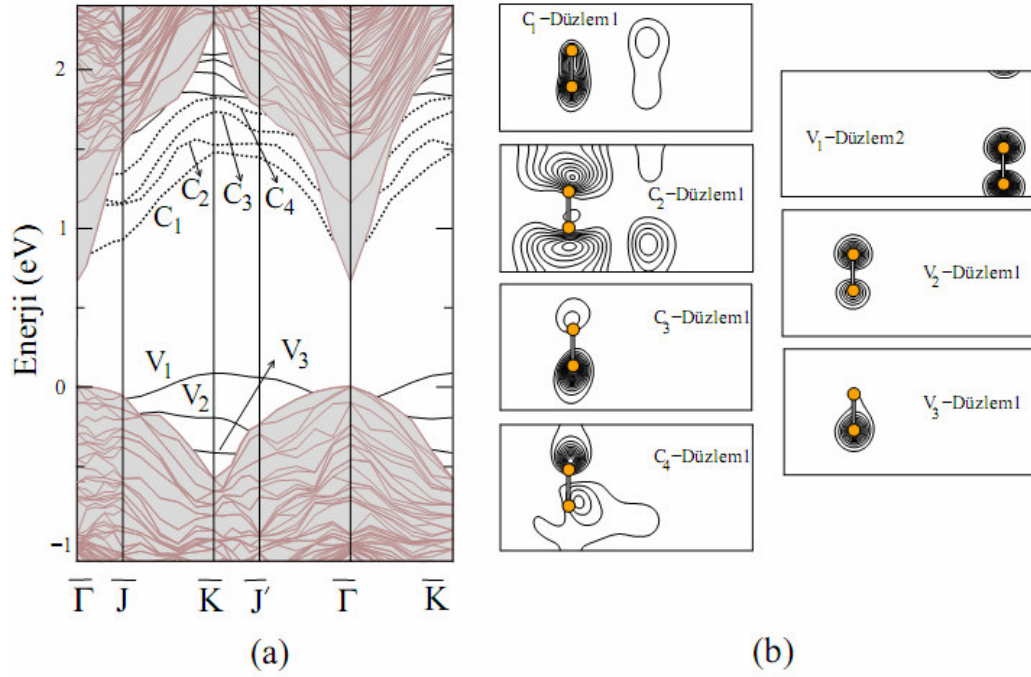 Enerji (eV)
2
1
0
−1
C₁
C₂
C₃
C₄
V₁
V₂
V₃
Γ̅ J̅ K̅ J̅′ Γ̅ K̅
(a)
C₁−Düzlem1
C₂−Düzlem1
C₃−Düzlem1
C₄−Düzlem1
V₁−Düzlem2
V₂−Düzlem1
V₃−Düzlem1
(b)